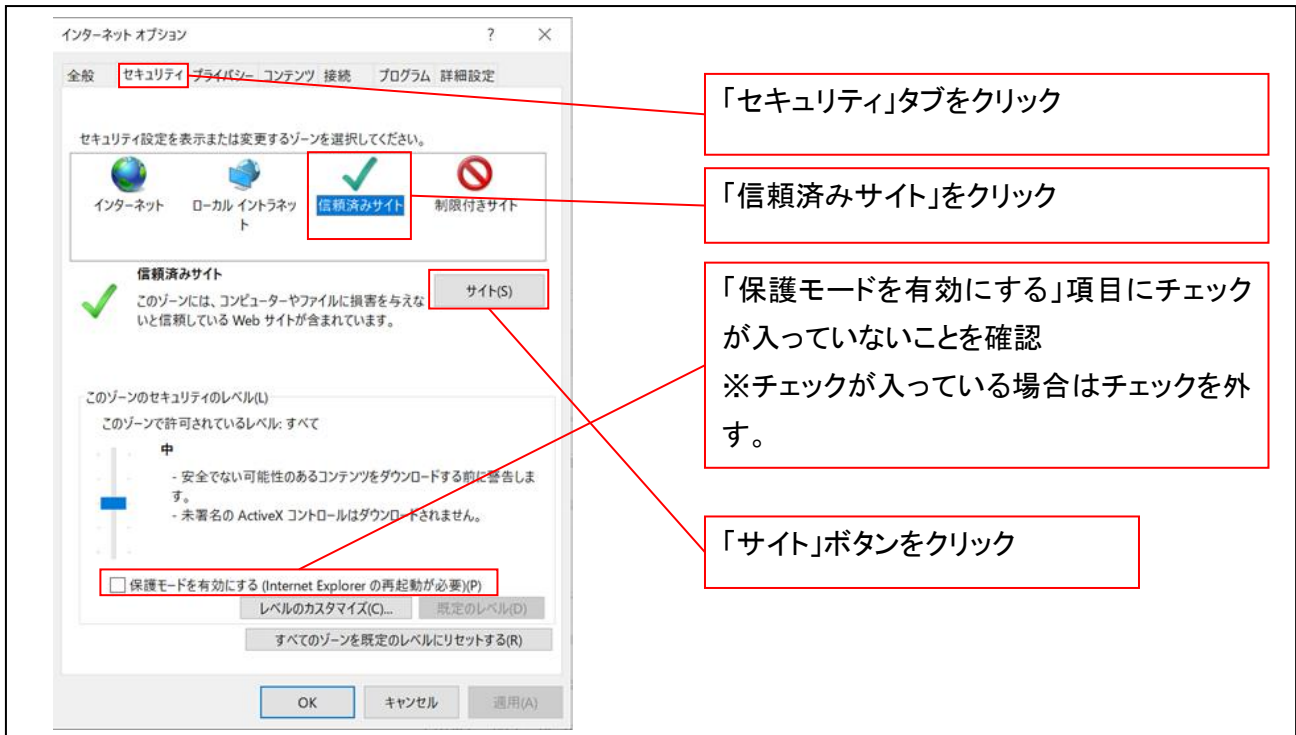 インターネット オプション
?
×
全般 セキュリティ プライバシー コンテンツ 接続 プログラム 詳細設定
セキュリティ設定を表示または変更するゾーンを選択してください。
インターネット
ローカル イントラネッ
ト
信頼済みサイト
制限付きサイト
信頼済みサイト
このゾーンには、コンピューターやファイルに損害を与えな
いと信頼している Web サイトが含まれています。
サイト(S)
このゾーンのセキュリティのレベル(L)
このゾーンで許可されているレベル: すべて
中
- 安全でない可能性のあるコンテンツをダウンロードする前に警告しま
す。
- 未署名の ActiveX コントロールはダウンロードされません。
保護モードを有効にする (Internet Explorer の再起動が必要)(P)
レベルのカスタマイズ(C)...
既定のレベル(D)
すべてのゾーンを既定のレベルにリセットする(R)
OK
キャンセル
適用(A)
「セキュリティ」タブをクリック
「信頼済みサイト」をクリック
「保護モードを有効にする」項目にチェック
が入っていないことを確認
※チェックが入っている場合はチェックを外
す。
「サイト」ボタンをクリック